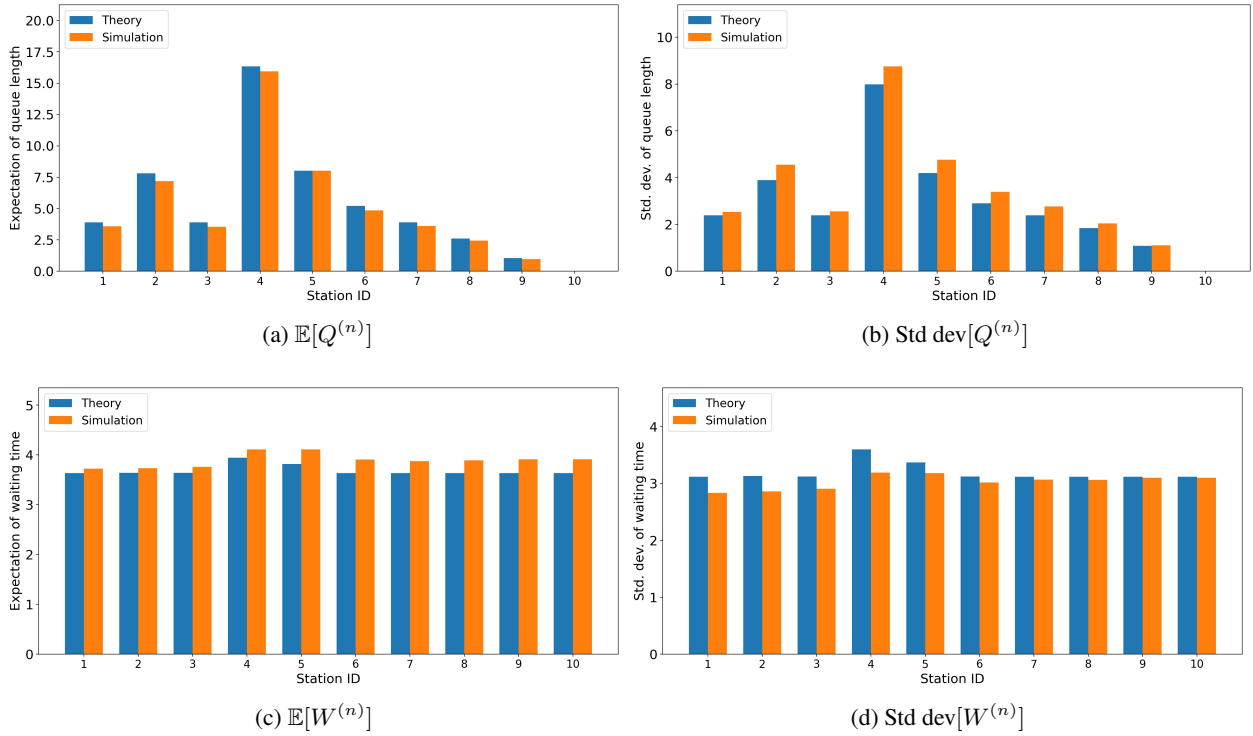 Theory
Simulation
Expectation of queue length
20.0
17.5
15.0
12.5
10.0
7.5
5.0
2.5
0.0
1 2 3 4 5 6 7 8 9 10
Station ID
(a) 𝔼[Q^{(n)}]
Theory
Simulation
Std. dev. of queue length
10
8
6
4
2
0
1 2 3 4 5 6 7 8 9 10
Station ID
(b) Std dev[Q^{(n)}]
Theory
Simulation
Expectation of waiting time
5
4
3
2
1
0
1 2 3 4 5 6 7 8 9 10
Station ID
(c) 𝔼[W^{(n)}]
Theory
Simulation
Std. dev. of waiting time
4
3
2
1
0
1 2 3 4 5 6 7 8 9 10
Station ID
(d) Std dev[W^{(n)}]